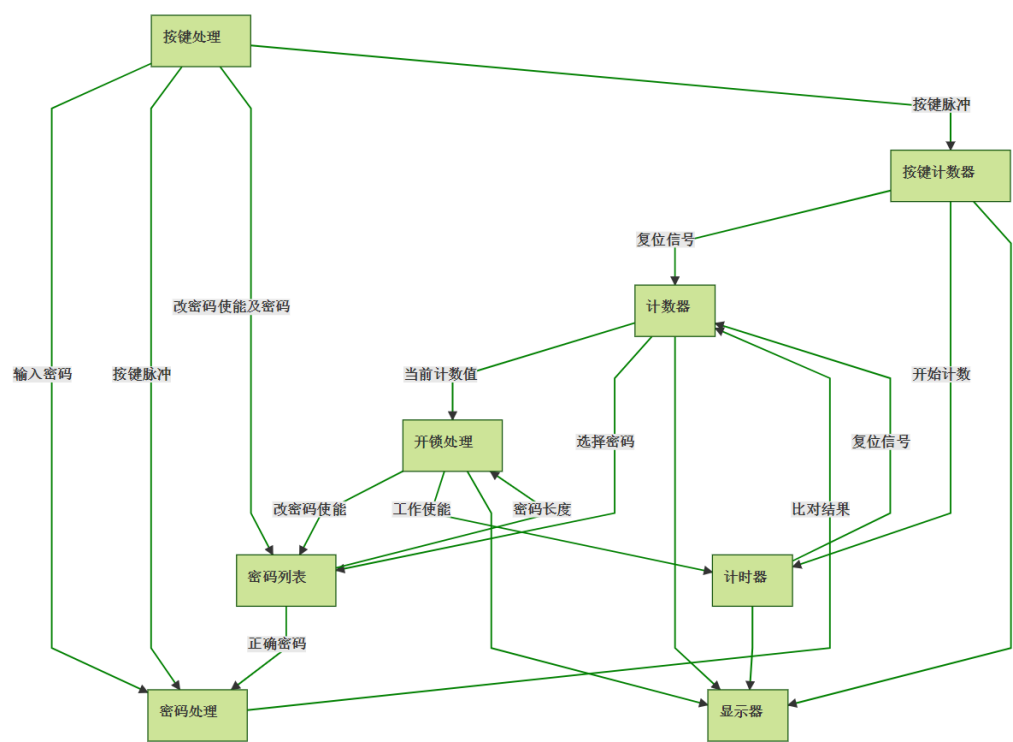 按键处理
按键脉冲
按键计数器
复位信号
改密码使能及密码
计数器
输入密码
按键脉冲
当前计数值
开始计数
开锁处理
选择密码
复位信号
改密码使能
工作使能
密码长度
比对结果
密码列表
计时器
正确密码
密码处理
显示器